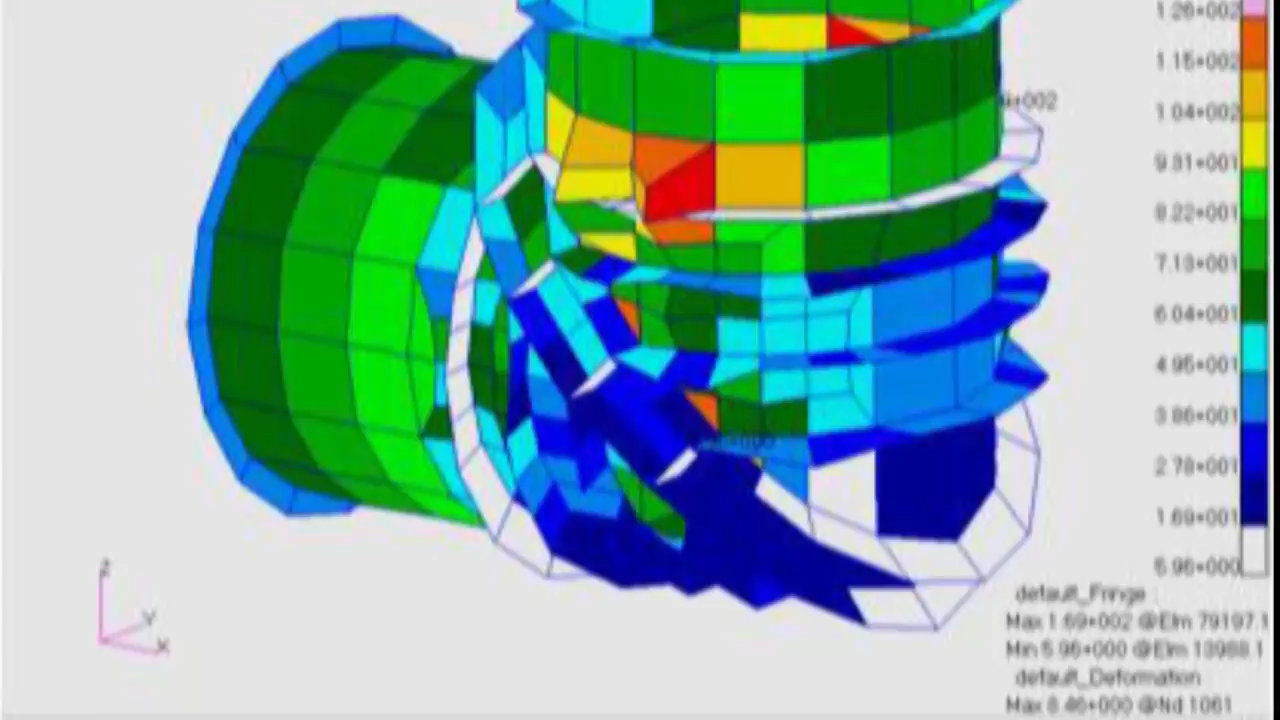 1.26+002
1.15+002
+002
1.04+002
9.81+001
8.22+001
7.13+001
6.04+001
4.95+001
3.86+001
2.78+001
1.69+001
5.96+000
default_Fringe :
Max 1.69+002 @Elm 79197.1
Min 5.96+000 @Elm 13988.1
default_Deformation
Max 8.46+000 @Nd 1061
Z
Y
X